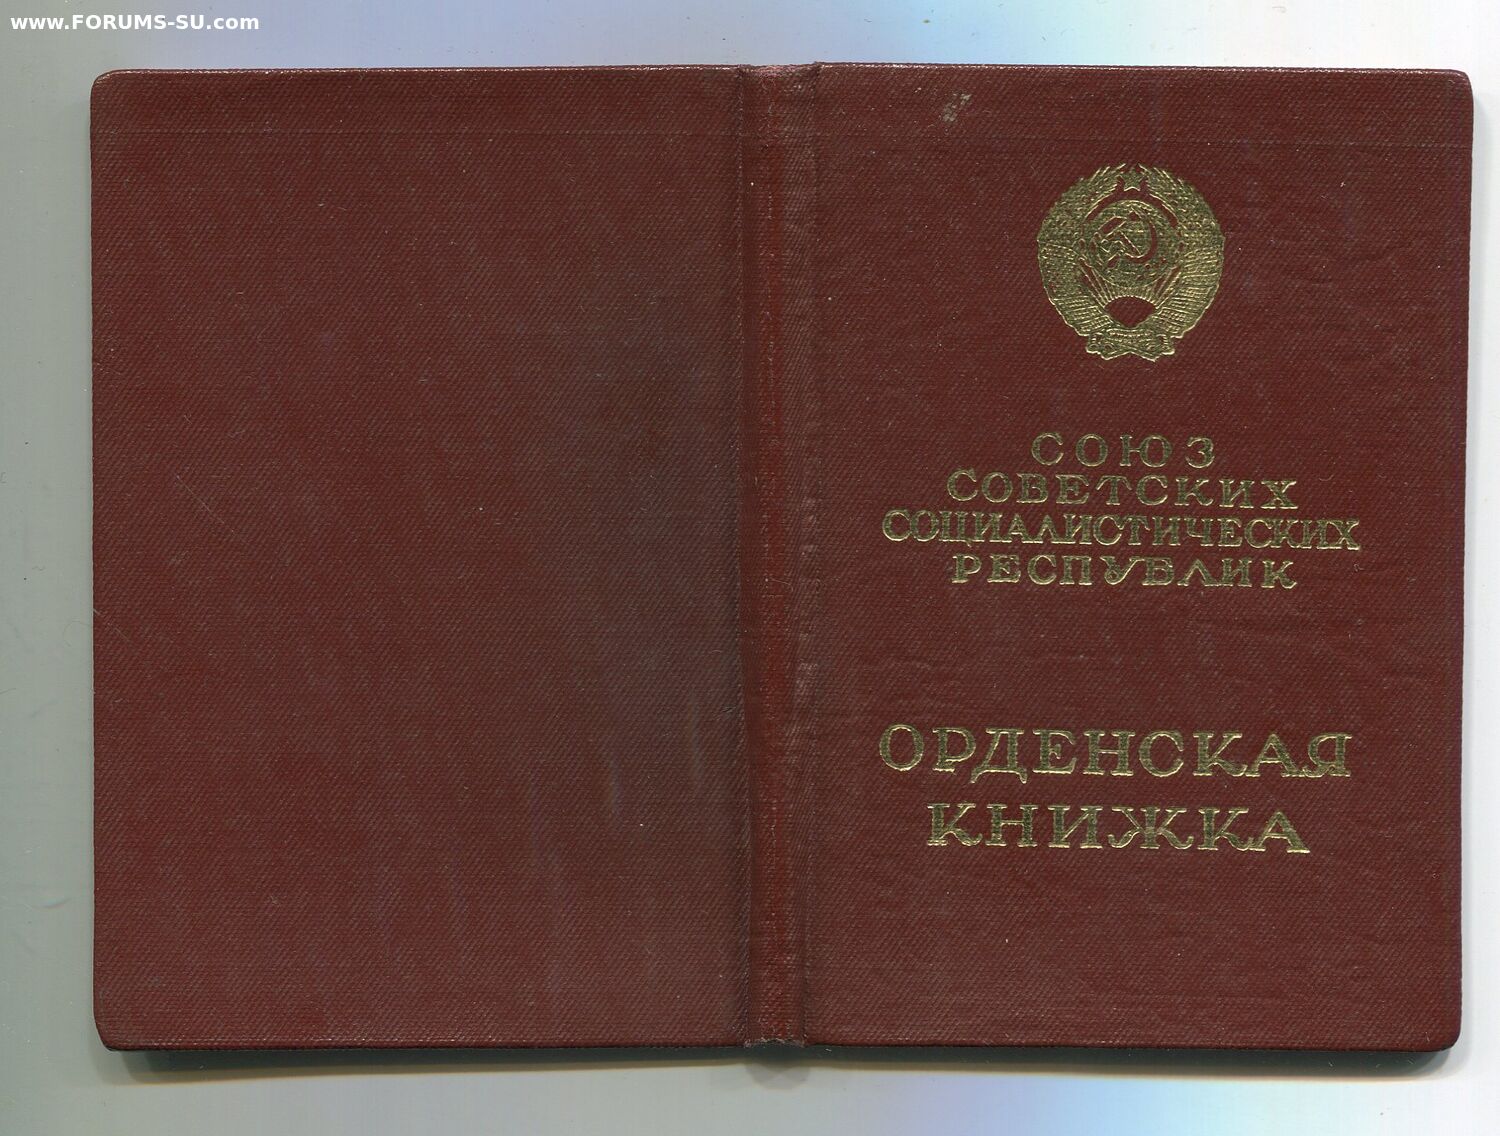 www.FORUMS-SU.com
СОЮЗ
СОВЕТСКИХ
СОЦИАЛИСТИЧЕСКИХ
РЕСПУБЛИК
ОРДЕНСКАЯ
КНИЖКА